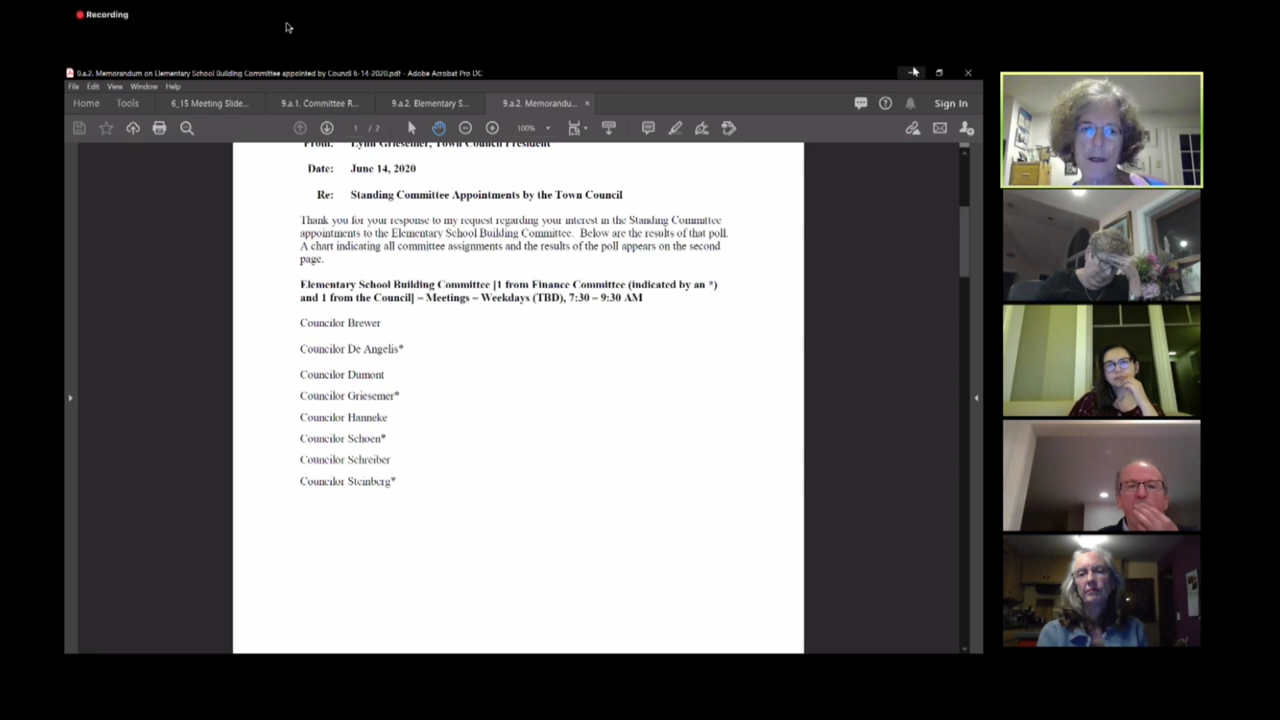 Recording
9.a.2. Memorandum on Elementary School Building Committee appointed by Council 6-14-2020.pdf - Adobe Acrobat Pro DC
File Edit View Window Help
Home Tools 6_15 Meeting Slide... 9.a.1. Committee R... 9.a.2. Elementary S... 9.a.2. Memorandu... × Sign In
1 / 2 100%
From: Lynn Griesemer, Town Council President
Date: June 14, 2020
Re: Standing Committee Appointments by the Town Council
Thank you for your response to my request regarding your interest in the Standing Committee
appointments to the Elementary School Building Committee. Below are the results of that poll.
A chart indicating all committee assignments and the results of the poll appears on the second
page.
Elementary School Building Committee [1 from Finance Committee (indicated by an *)
and 1 from the Council] – Meetings – Weekdays (TBD), 7:30 – 9:30 AM
Councilor Brewer
Councilor De Angelis*
Councilor Dumont
Councilor Griesemer*
Councilor Hanneke
Councilor Schoen*
Councilor Schreiber
Councilor Steinberg*